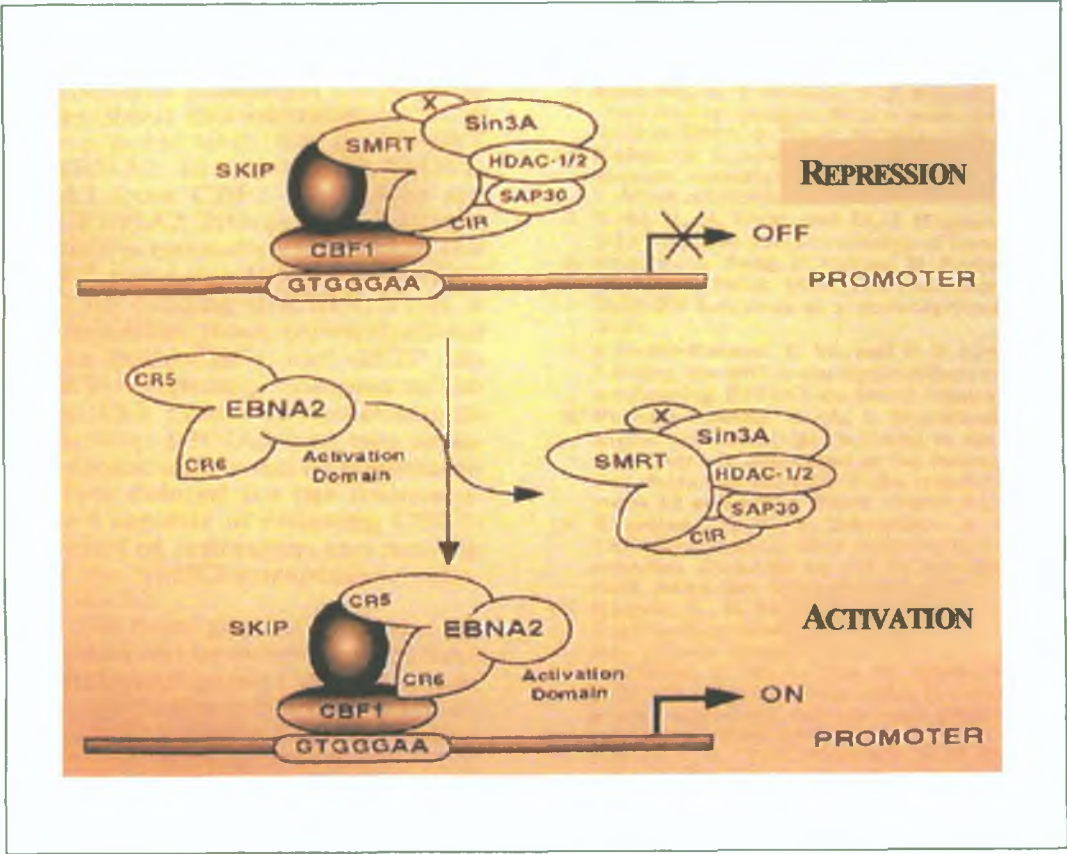 X
Sin3A
SMRT
SKIP
HDAC-1/2
REPRESSION
SAP30
CIR
OFF
CBF1
PROMOTER
GTGGGAA
CR5
EBNA2
CR6
Activation
Domain
X
Sin3A
SMRT
HDAC-1/2
SAP30
CIR
CR5
SKIP
EBNA2
ACTIVATION
CR6
Activation
Domain
ON
CBF1
PROMOTER
GTGGGAA